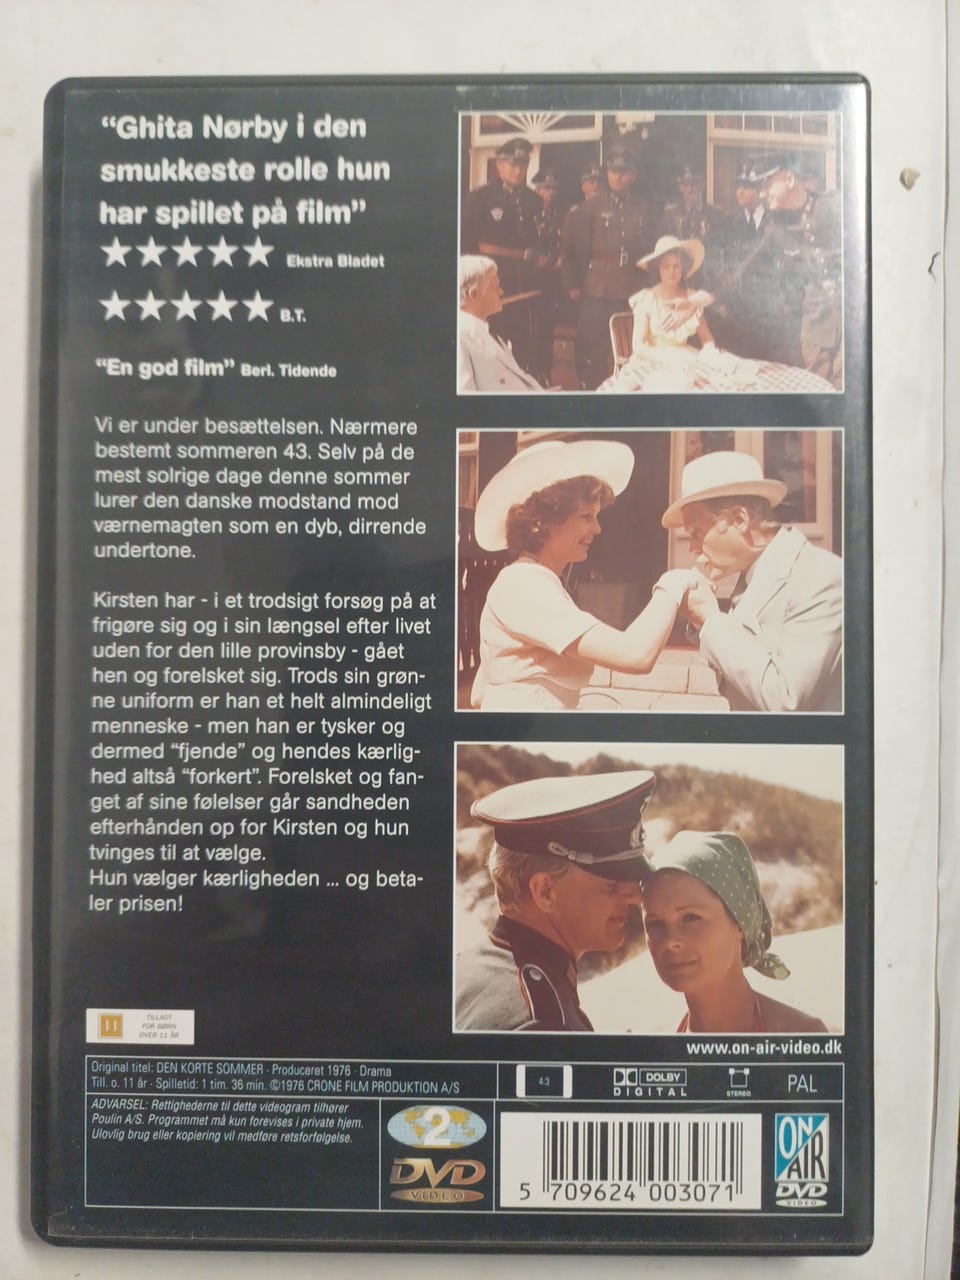 “Ghita Nørby i den
smukkeste rolle hun
har spillet på film”
Ekstra Bladet
B.T.
“En god film” Berl. Tidende
Vi er under besættelsen. Nærmere
bestemt sommeren 43. Selv på de
mest solrige dage denne sommer
lurer den danske modstand mod
værnemagten som en dyb, dirrende
undertone.
Kirsten har - i et trodsigt forsøg på at
frigøre sig og i sin længsel efter livet
uden for den lille provinsby - gået
hen og forelsket sig. Trods sin grøn-
ne uniform er han et helt almindeligt
menneske - men han er tysker og
dermed “fjende” og hendes kærlig-
hed altså “forkert”. Forelsket og fan-
get af sine følelser går sandheden
efterhånden op for Kirsten og hun
tvinges til at vælge.
Hun vælger kærligheden ... og beta-
ler prisen!
11
TILLADT
FOR BØRN
OVER 11 ÅR
www.on-air-video.dk
Original titel: DEN KORTE SOMMER · Produceret 1976 · Drama
Till. o. 11 år · Spilletid: 1 tim. 36 min. ©1976 CRONE FILM PRODUKTION A/S
4:3
DOLBY
DIGITAL
STEREO
PAL
ADVARSEL: Rettighederne til dette videogram tilhører
Poulin A/S. Programmet må kun forevises i private hjem.
Ulovlig brug eller kopiering vil medføre retsforfølgelse.
2
DVD
VIDEO
5 709624 003071
ON
AIR
DVD
VIDEO